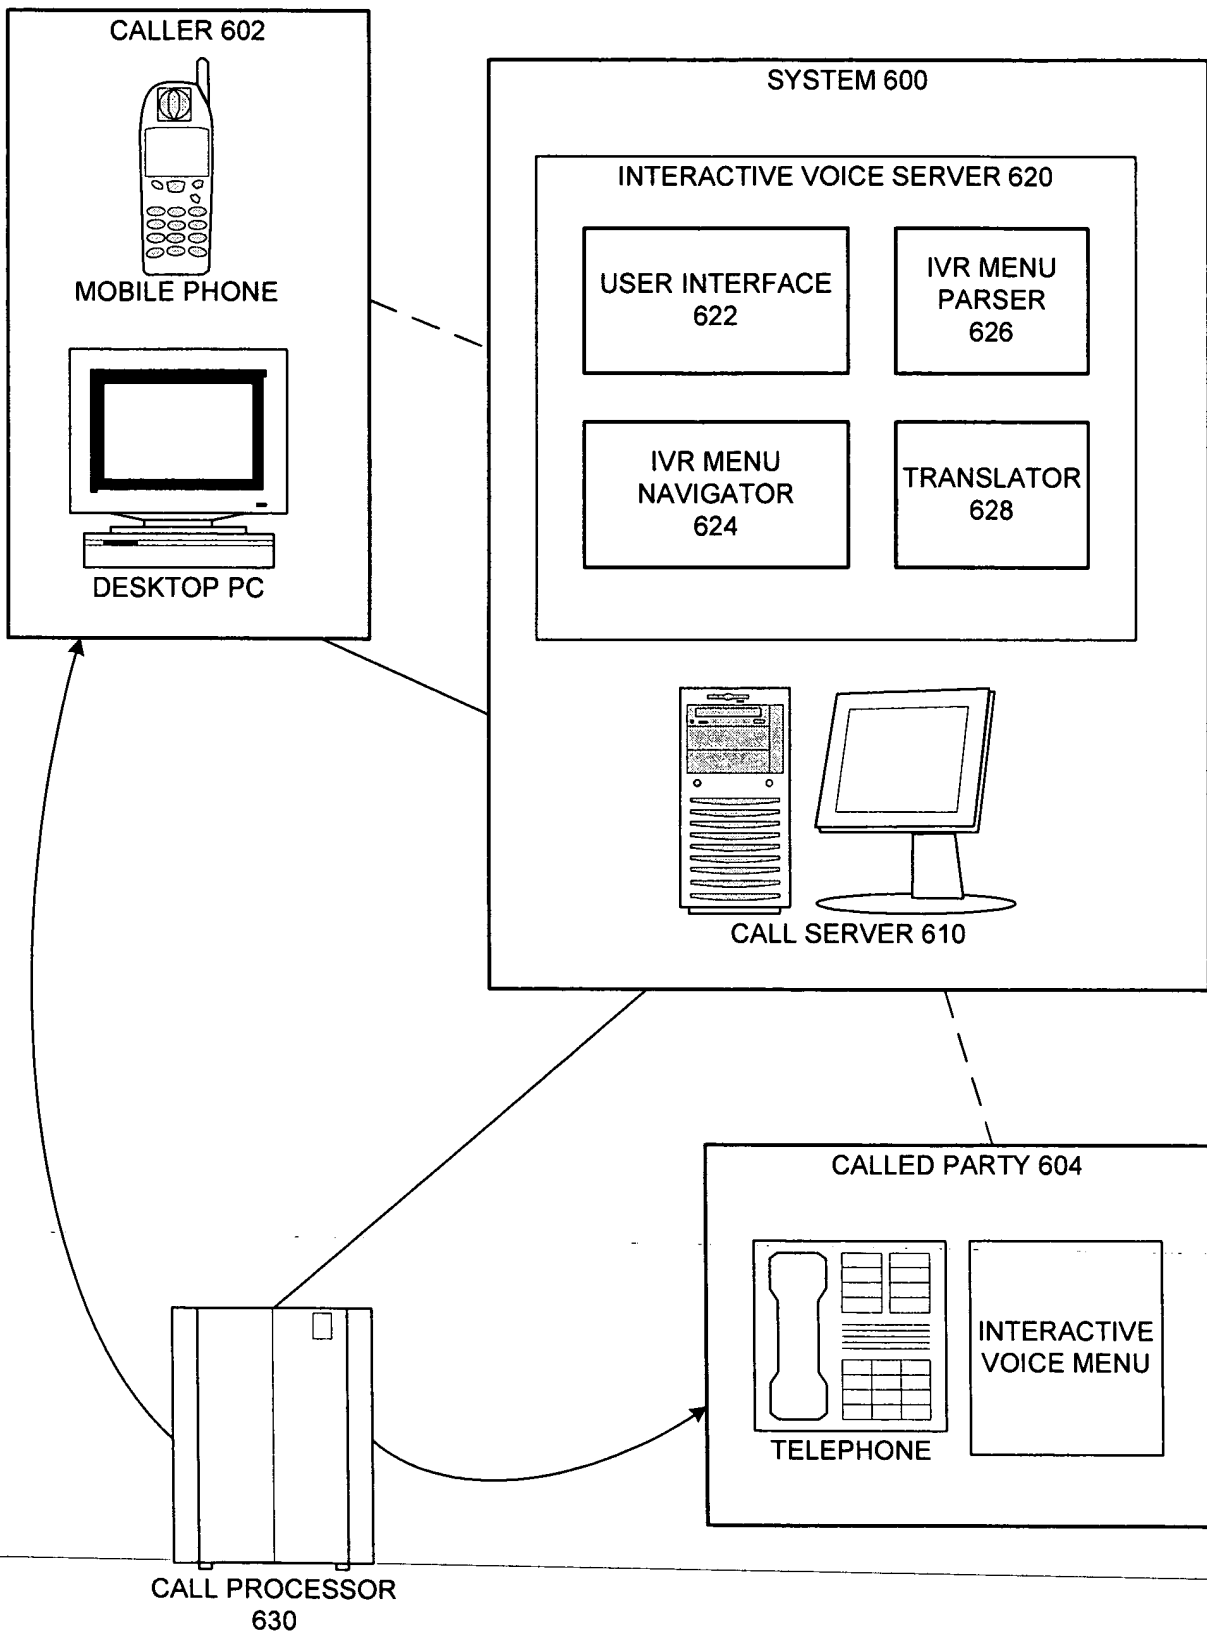 CALLER 602
MOBILE PHONE
DESKTOP PC
SYSTEM 600
INTERACTIVE VOICE SERVER 620
USER INTERFACE
622
IVR MENU
PARSER
626
IVR MENU
NAVIGATOR
624
TRANSLATOR
628
CALL SERVER 610
CALLED PARTY 604
TELEPHONE
INTERACTIVE
VOICE MENU
CALL PROCESSOR
630